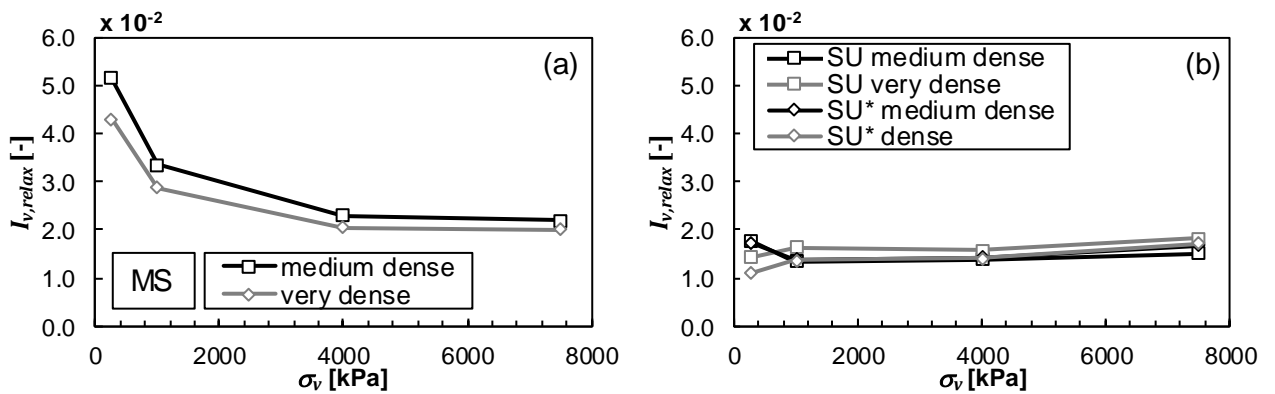 x 10-2
6.0
5.0
4.0
3.0
2.0
1.0
0.0
Iv,relax [-]
(a)
MS
medium dense
very dense
0 2000 4000 6000 8000
σv [kPa]
x 10-2
6.0
5.0
4.0
3.0
2.0
1.0
0.0
Iv,relax [-]
(b)
SU medium dense
SU very dense
SU* medium dense
SU* dense
0 2000 4000 6000 8000
σv [kPa]